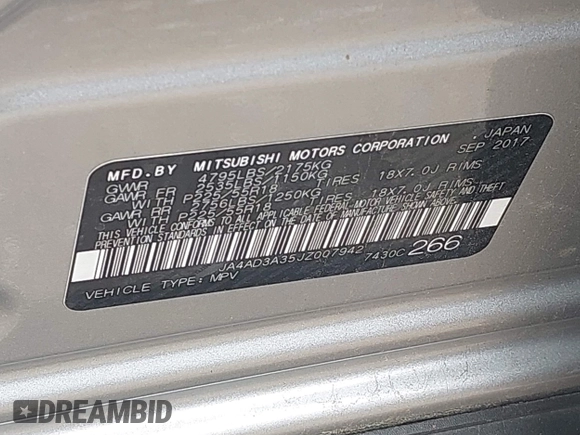 MFD.BY MITSUBISHI MOTORS CORPORATION JAPAN
GVWR 4795LBS/2175KG SEP 2017
GAWR FR 2535LBS/1150KG
WITH P225/55R18 TIRES 18X7.0J RIMS
GAWR RR 2756LBS/1250KG
WITH P225/55R18 TIRES 18X7.0J RIMS
THIS VEHICLE CONFORMS TO ALL APPLICABLE FEDERAL MOTOR VEHICLE SAFETY
STANDARDS IN EFFECT ON THE DATE OF MANUFACTURE SHOWN ABOVE.
JA4AD3A35JZ007942 7430C 266
VEHICLE TYPE: MPV
DREAMBID